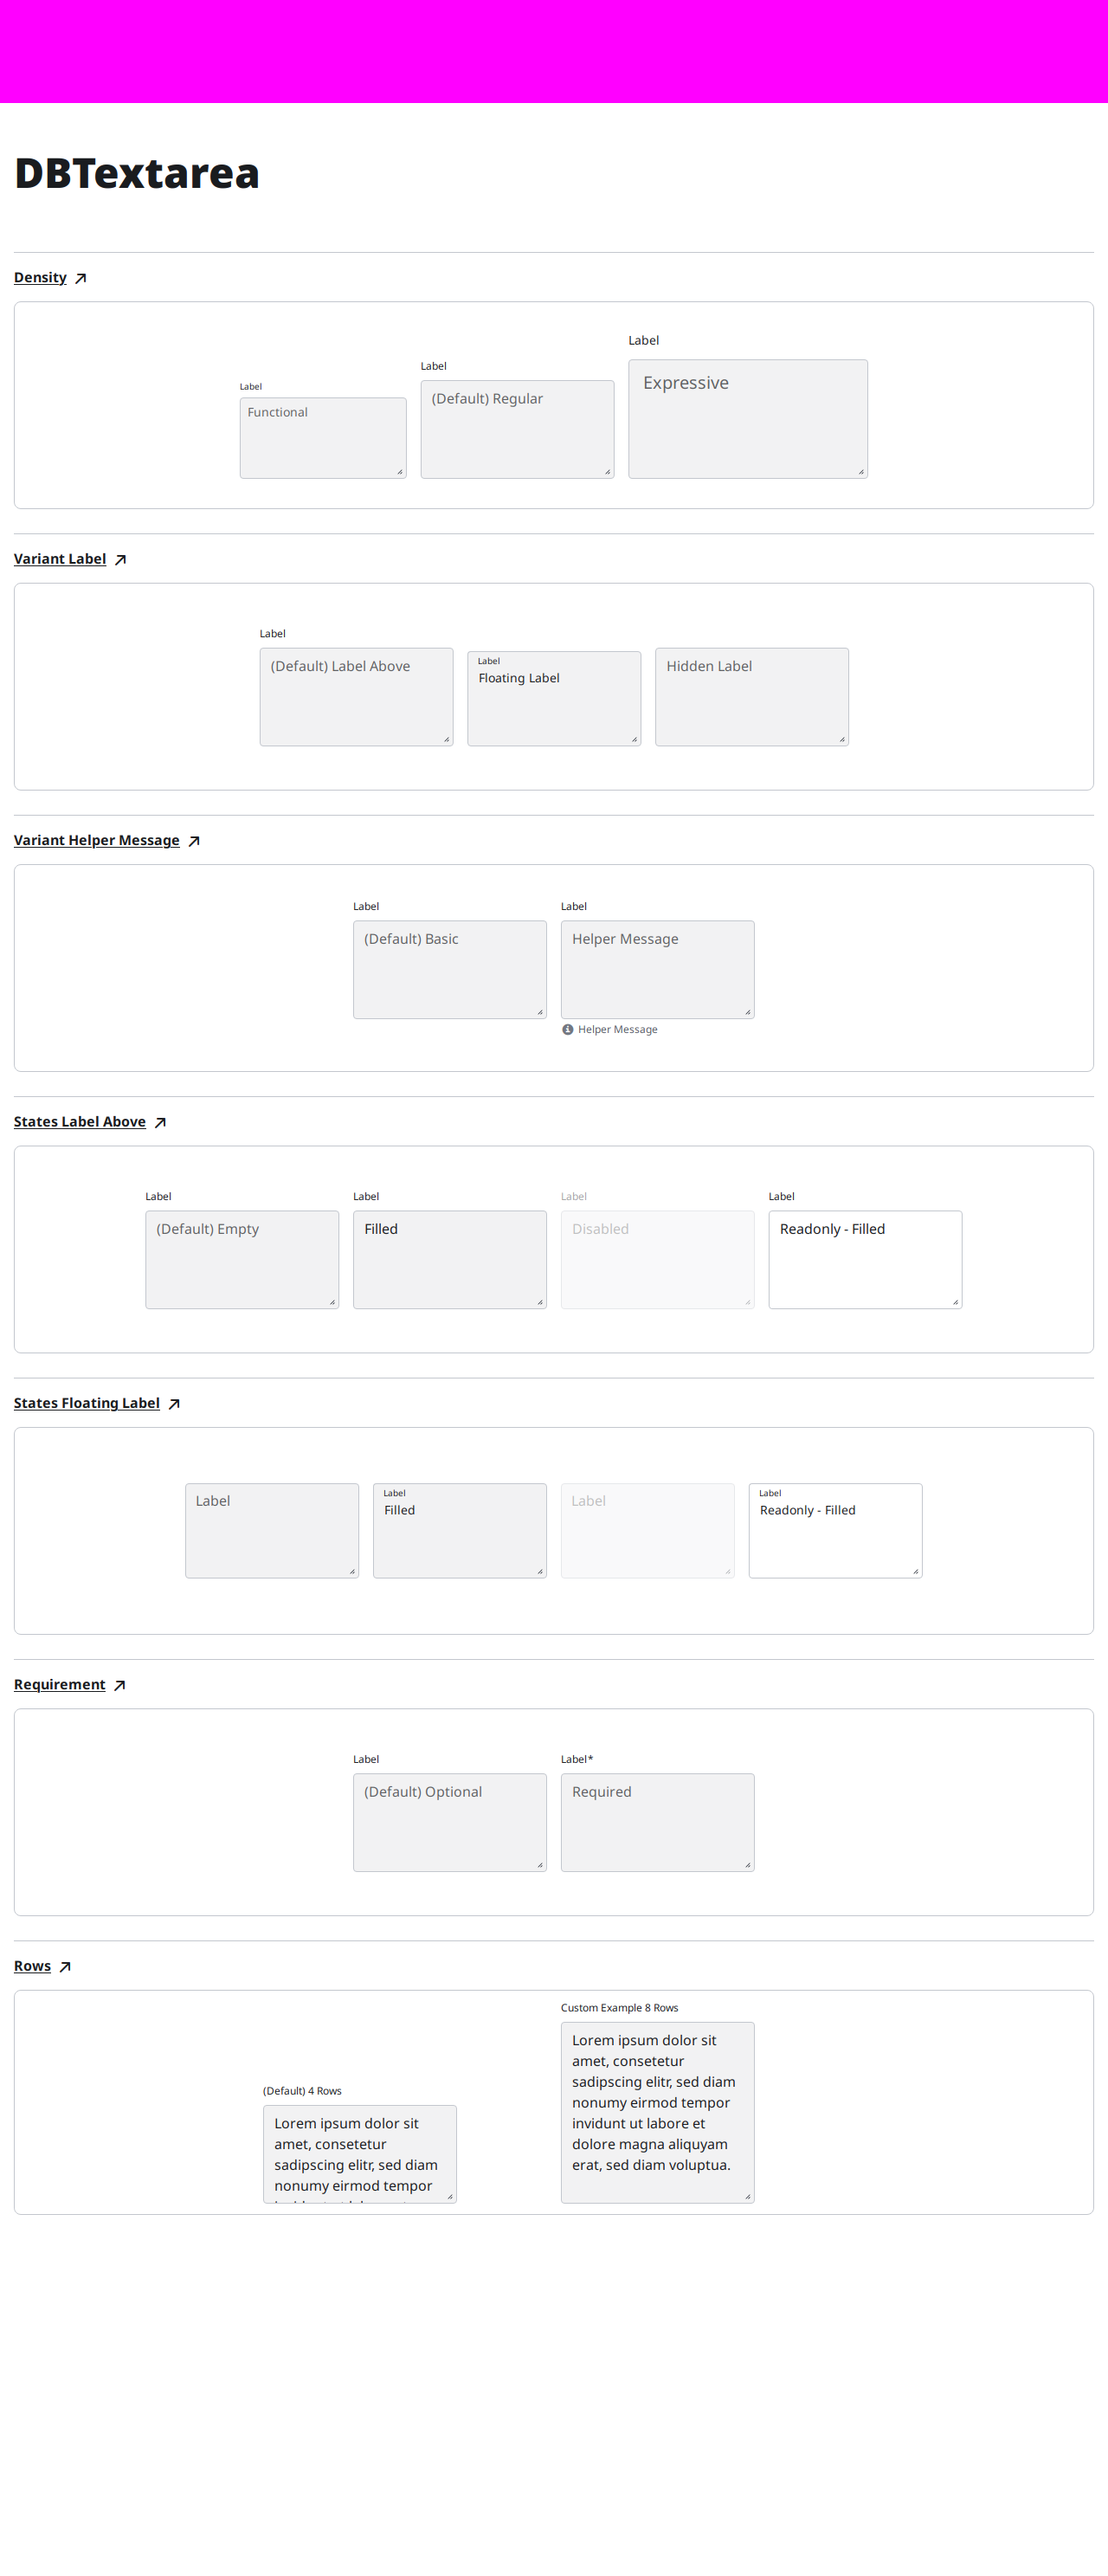 DBTextarea
Density
Label
Functional
Label
(Default) Regular
Label
Expressive
Variant Label
Label
(Default) Label Above
Label
Floating Label
Hidden Label
Variant Helper Message
Label
(Default) Basic
Label
Helper Message
Helper Message
States Label Above
Label
(Default) Empty
Label
Filled
Label
Disabled
Label
Readonly - Filled
States Floating Label
Label
Label
Filled
Label
Label
Readonly - Filled
Requirement
Label
(Default) Optional
Label*
Required
Rows
(Default) 4 Rows
Lorem ipsum dolor sit
amet, consetetur
sadipscing elitr, sed diam
nonumy eirmod tempor
Custom Example 8 Rows
Lorem ipsum dolor sit
amet, consetetur
sadipscing elitr, sed diam
nonumy eirmod tempor
invidunt ut labore et
dolore magna aliquyam
erat, sed diam voluptua.